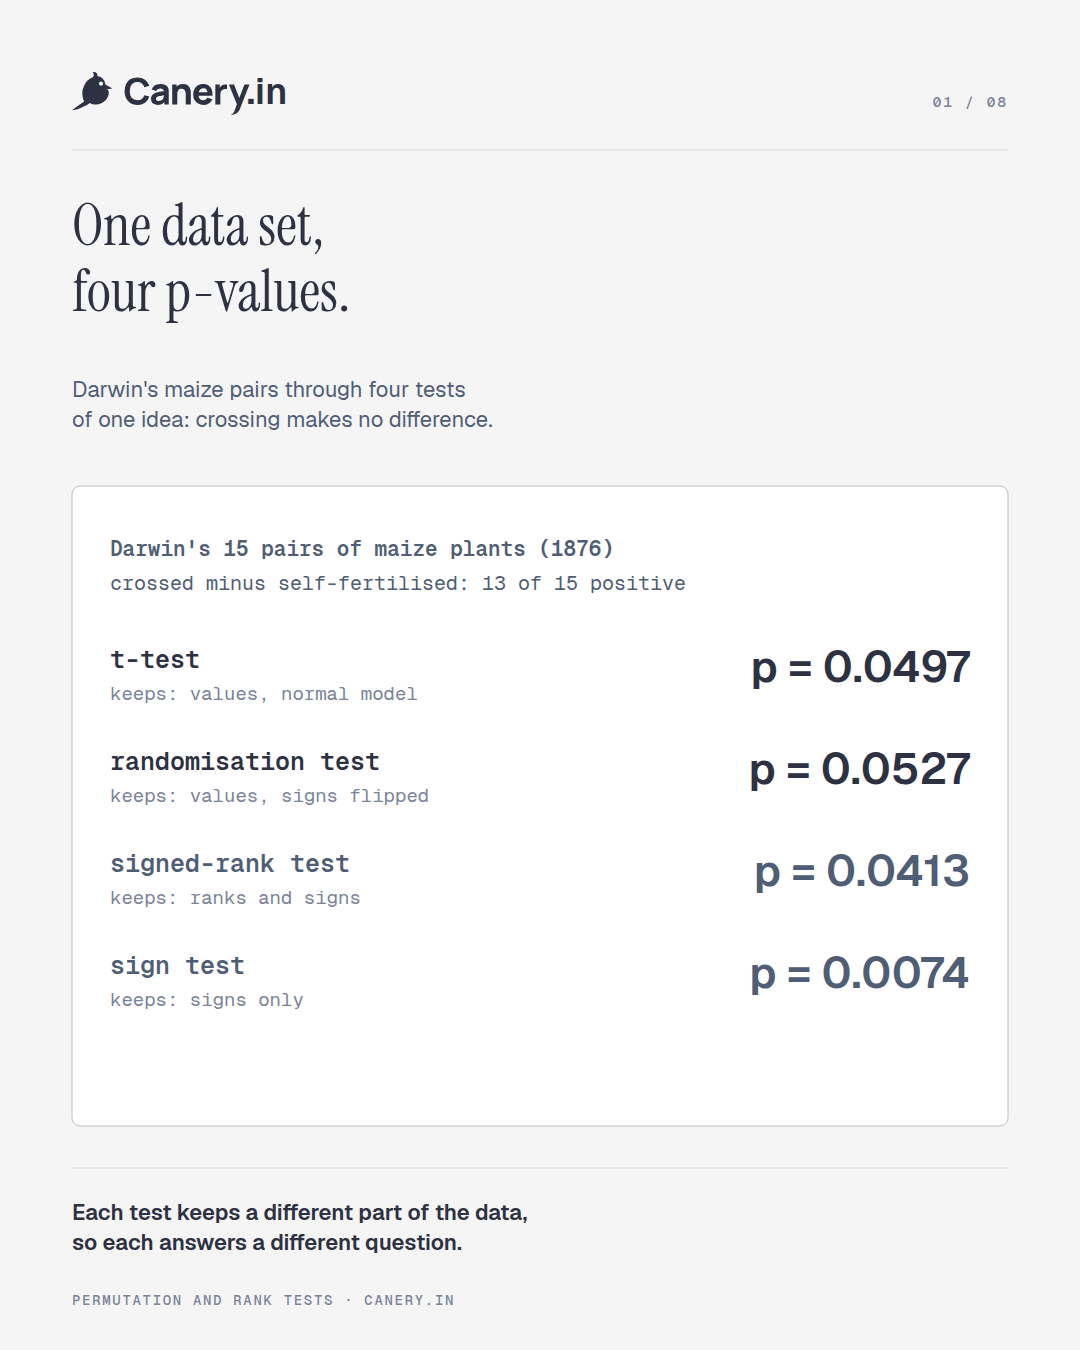 Canery.in
01 / 08
One data set,
four p-values.
Darwin's maize pairs through four tests
of one idea: crossing makes no difference.
Darwin's 15 pairs of maize plants (1876)
crossed minus self-fertilised: 13 of 15 positive
t-test
p = 0.0497
keeps: values, normal model
randomisation test
p = 0.0527
keeps: values, signs flipped
signed-rank test
p = 0.0413
keeps: ranks and signs
sign test
p = 0.0074
keeps: signs only
Each test keeps a different part of the data,
so each answers a different question.
PERMUTATION AND RANK TESTS · CANERY.IN